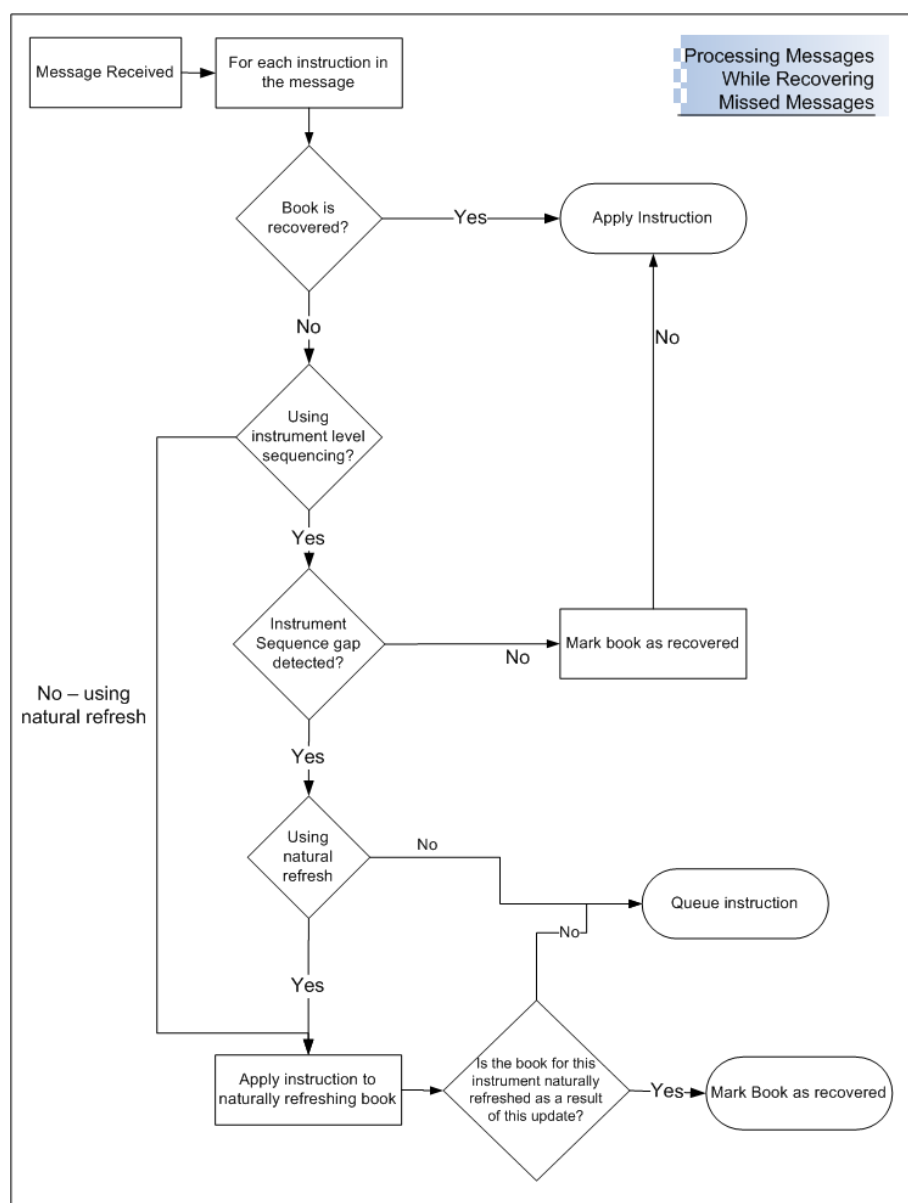 Processing Messages
While Recovering
Missed Messages
Message Received
For each instruction in
the message
Book is
recovered?
Yes
Apply Instruction
No
No
Using
instrument level
sequencing?
Yes
Instrument
Sequence gap
detected?
No
Mark book as recovered
No – using
natural refresh
Yes
Using
natural
refresh
No
Queue instruction
No
Yes
Apply instruction to
naturally refreshing book
Is the book for this
instrument naturally
refreshed as a result
of this update?
Yes
Mark Book as recovered